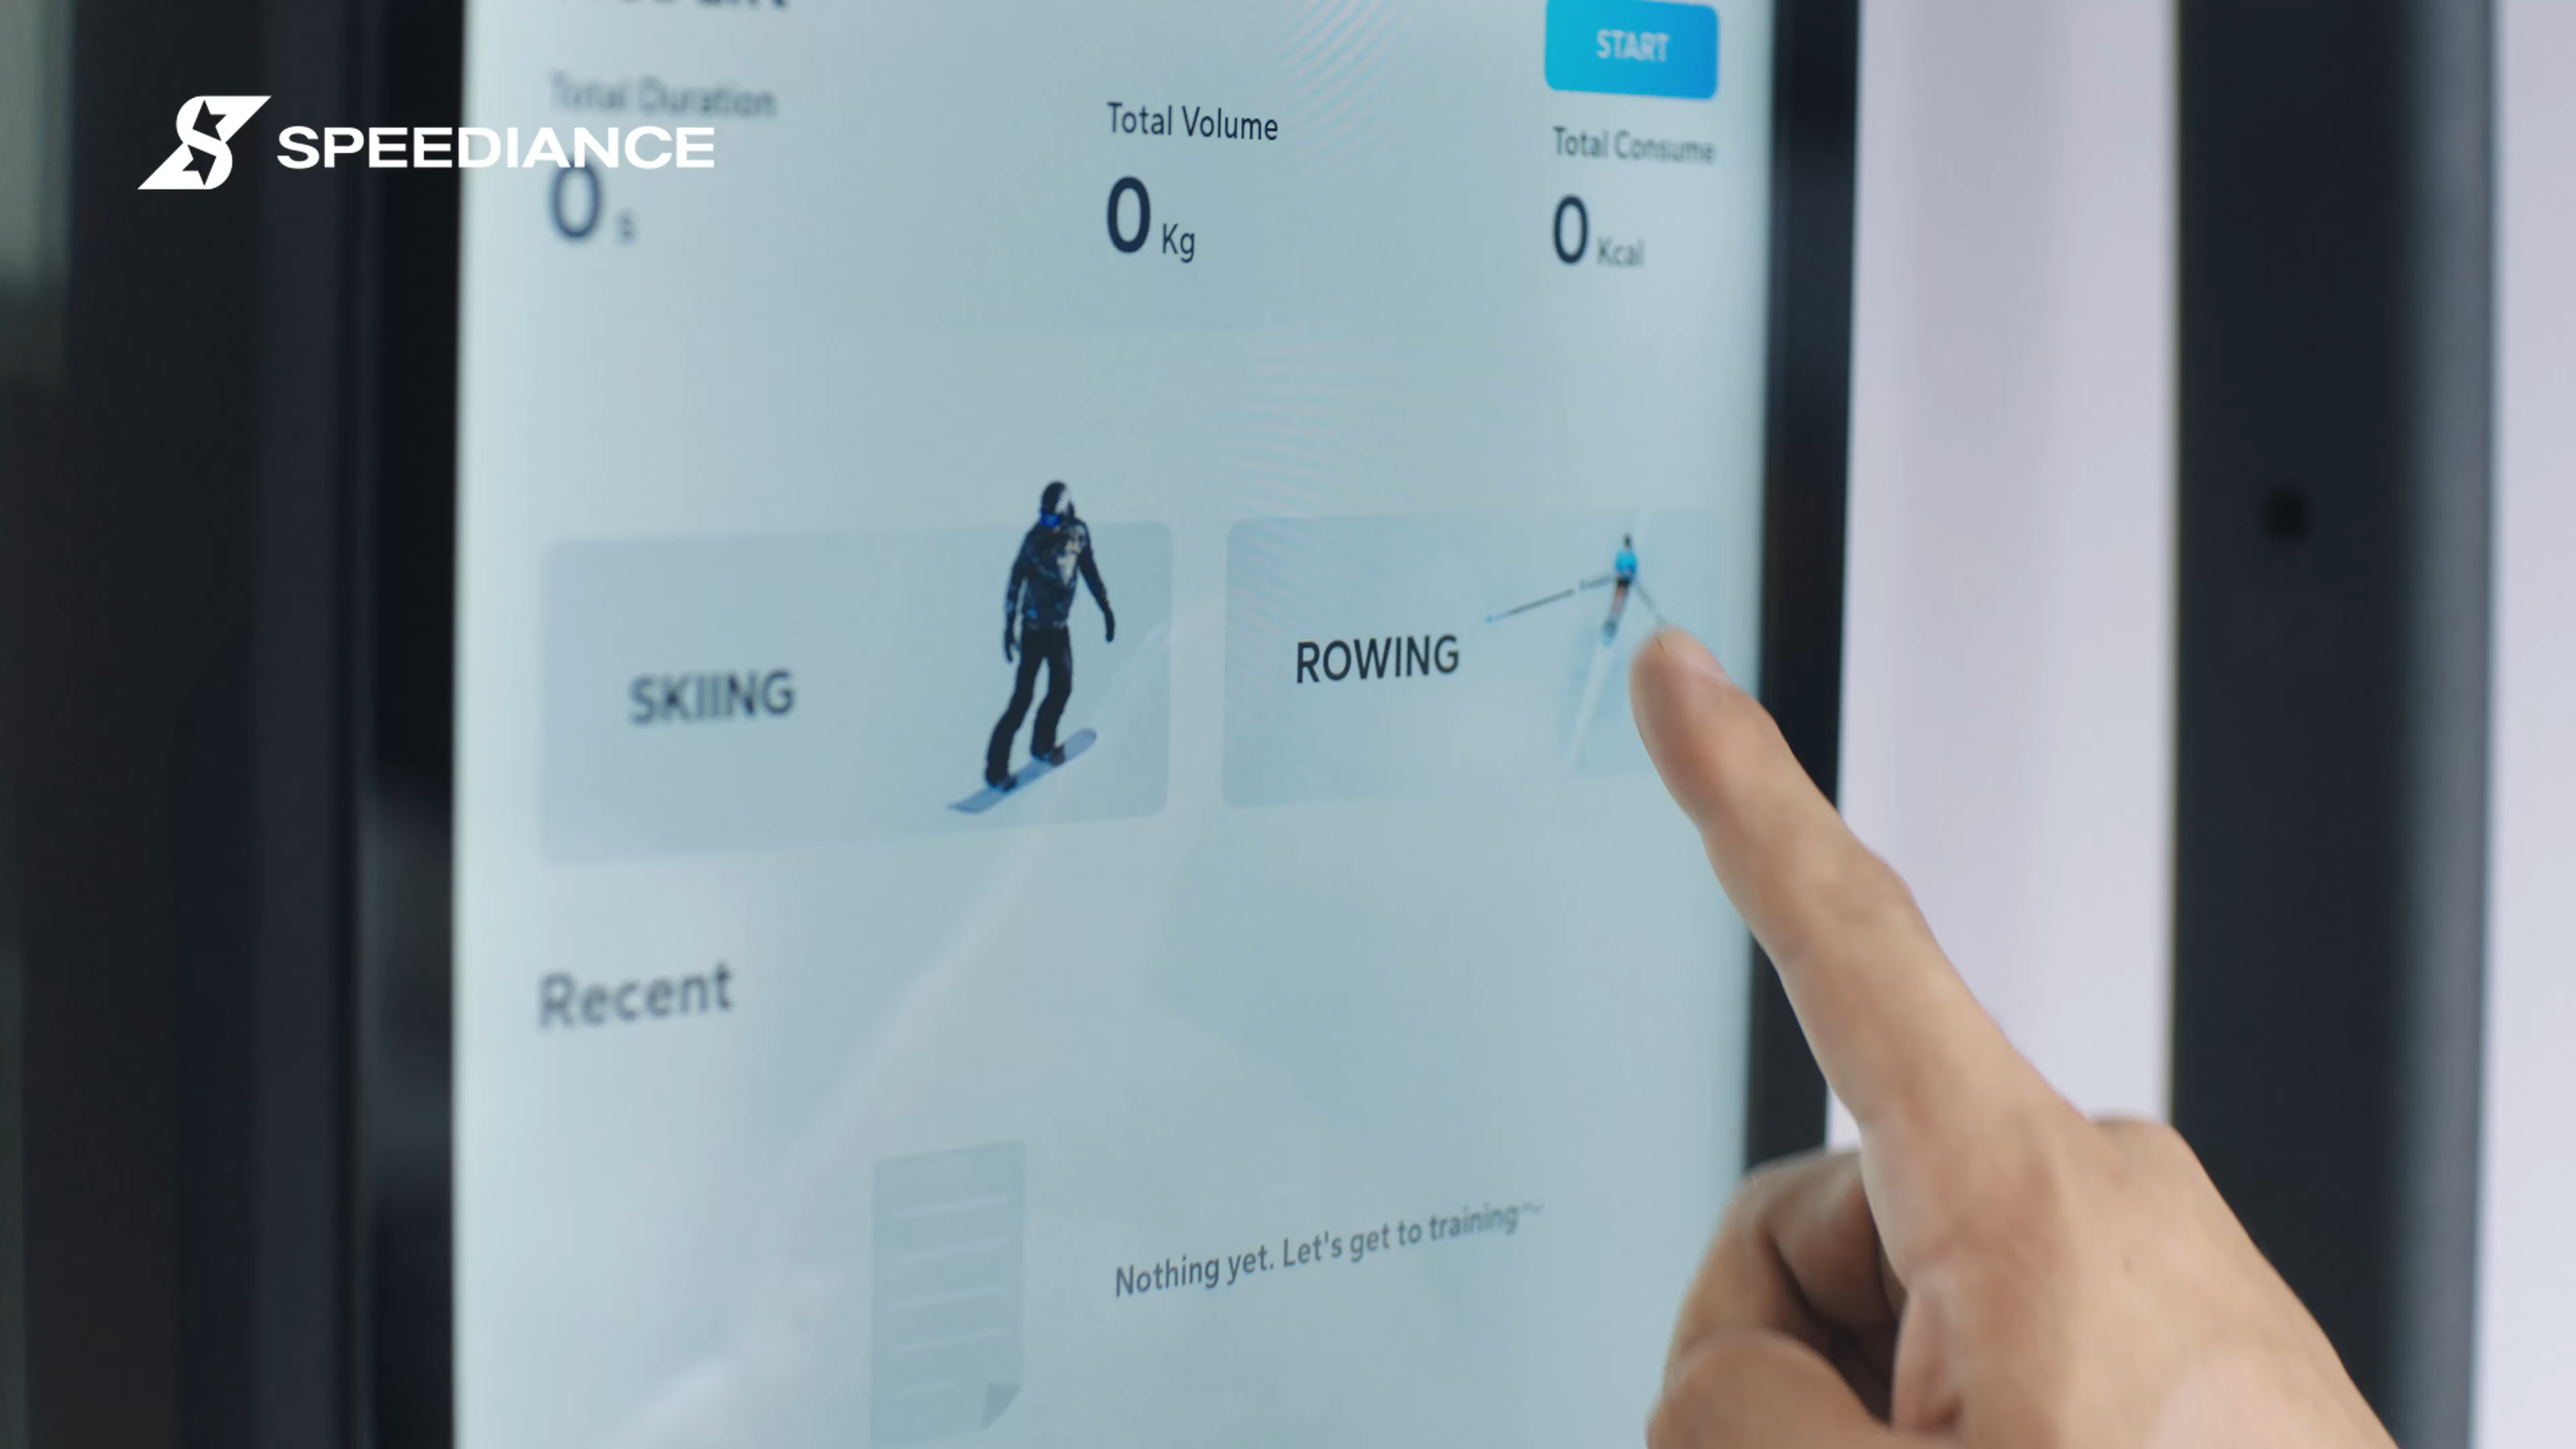 START
Total Duration
Total Volume
Total Consume
SPEEDIANCE
0 s
0 Kg
0 Kcal
SKIING
ROWING
Recent
Nothing yet. Let's get to training~